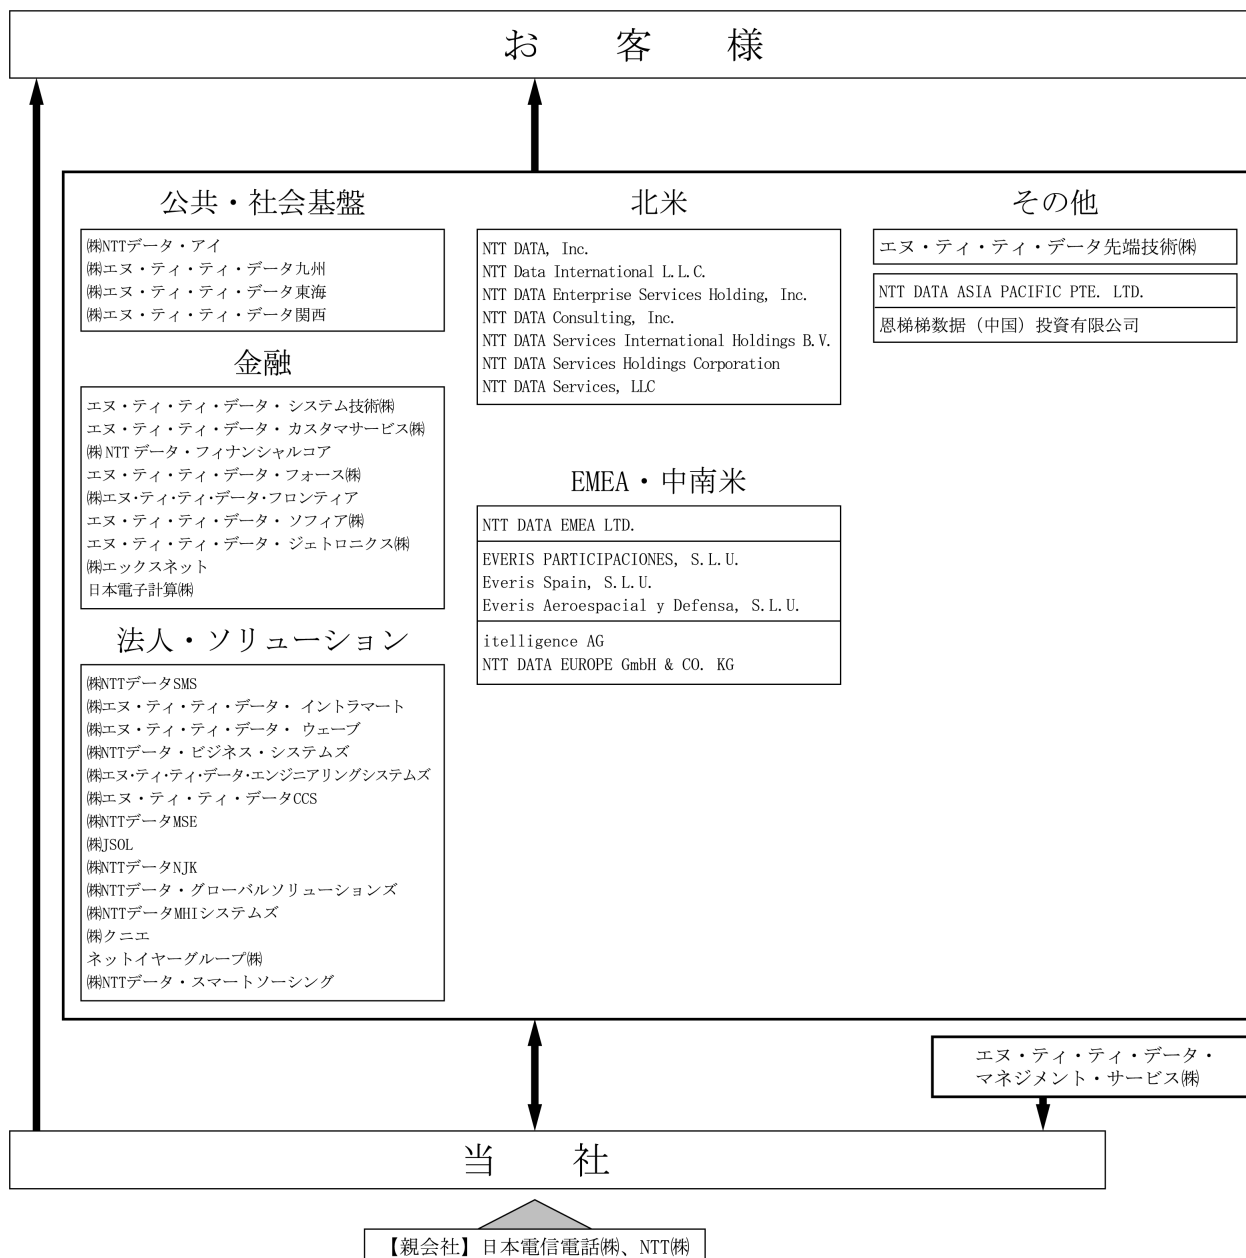 お客様
公共・社会基盤
㈱NTTデータ・アイ
㈱エヌ・ティ・ティ・データ九州
㈱エヌ・ティ・ティ・データ東海
㈱エヌ・ティ・ティ・データ関西
金融
エヌ・ティ・ティ・データ・システム技術㈱
エヌ・ティ・ティ・データ・カスタマサービス㈱
㈱NTTデータ・フィナンシャルコア
エヌ・ティ・ティ・データ・フォース㈱
㈱エヌ・ティ・ティ・データ・フロンティア
エヌ・ティ・ティ・データ・ソフィア㈱
エヌ・ティ・ティ・データ・ジェトロニクス㈱
㈱エックスネット
日本電子計算㈱
法人・ソリューション
㈱NTTデータSMS
㈱エヌ・ティ・ティ・データ・イントラマート
㈱エヌ・ティ・ティ・データ・ウェーブ
㈱NTTデータ・ビジネス・システムズ
㈱エヌ・ティ・ティ・データ・エンジニアリングシステムズ
㈱エヌ・ティ・ティ・データCCS
㈱NTTデータMSE
㈱JSOL
㈱NTTデータNJK
㈱NTTデータ・グローバルソリューションズ
㈱NTTデータMHIシステムズ
㈱クニエ
ネットイヤーグループ㈱
㈱NTTデータ・スマートソーシング
北米
NTT DATA, Inc.
NTT Data International L.L.C.
NTT DATA Enterprise Services Holding, Inc.
NTT DATA Consulting, Inc.
NTT DATA Services International Holdings B.V.
NTT DATA Services Holdings Corporation
NTT DATA Services, LLC
EMEA・中南米
NTT DATA EMEA LTD.
EVERIS PARTICIPACIONES, S.L.U.
Everis Spain, S.L.U.
Everis Aeroespacial y Defensa, S.L.U.
itelligence AG
NTT DATA EUROPE GmbH & CO. KG
その他
エヌ・ティ・ティ・データ先端技術㈱
NTT DATA ASIA PACIFIC PTE. LTD.
恩梯梯数据（中国）投資有限公司
エヌ・ティ・ティ・データ・
マネジメント・サービス㈱
当社
【親会社】日本電信電話㈱、NTT㈱